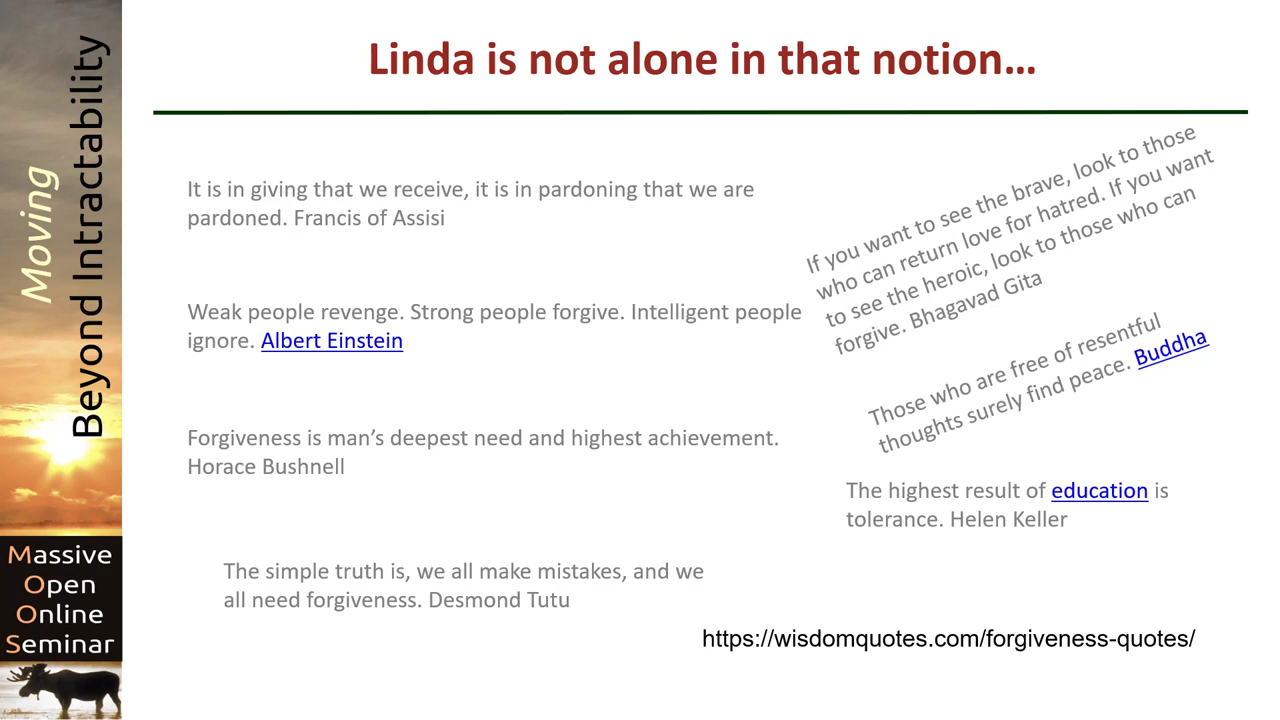 Moving
Beyond Intractability
Massive
Open
Online
Seminar
Linda is not alone in that notion…
It is in giving that we receive, it is in pardoning that we are
pardoned. Francis of Assisi
Weak people revenge. Strong people forgive. Intelligent people
ignore. Albert Einstein
Forgiveness is man’s deepest need and highest achievement.
Horace Bushnell
The simple truth is, we all make mistakes, and we
all need forgiveness. Desmond Tutu
If you want to see the brave, look to those
who can return love for hatred. If you want
to see the heroic, look to those who can
forgive. Bhagavad Gita
Those who are free of resentful
thoughts surely find peace. Buddha
The highest result of education is
tolerance. Helen Keller
https://wisdomquotes.com/forgiveness-quotes/